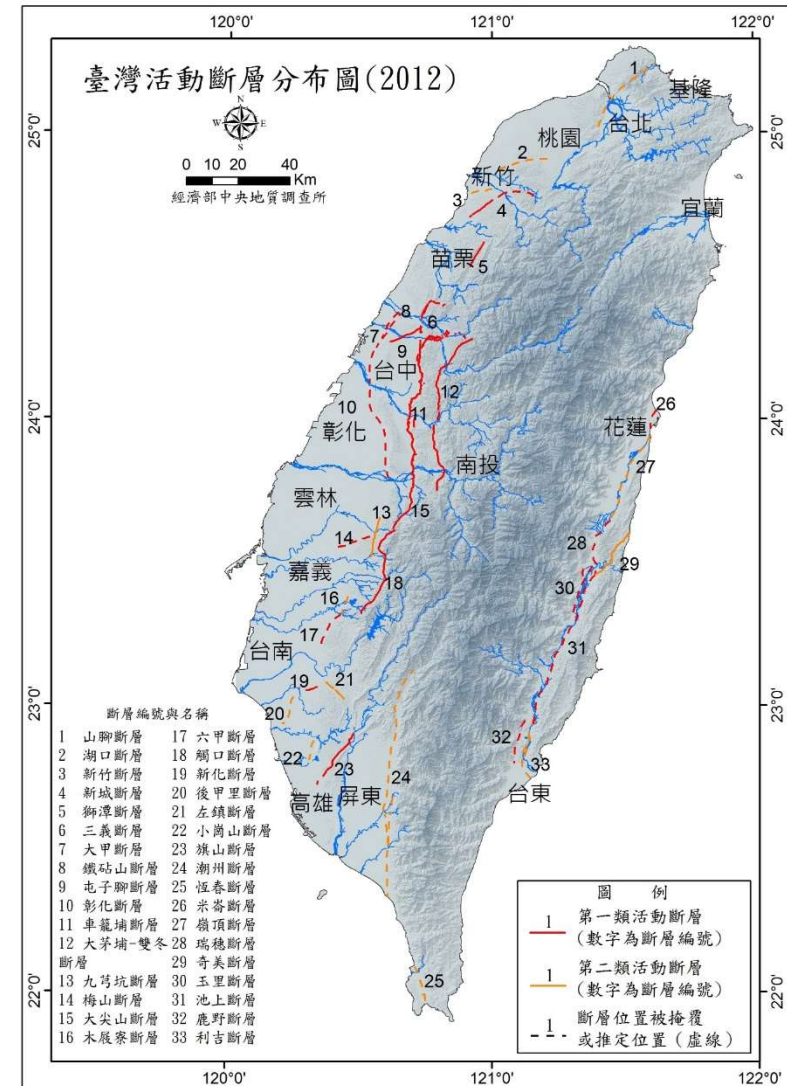 120°0' 121°0' 122°0'
臺灣活動斷層分布圖(2012)
N
W E
S
0 10 20 40
Km
經濟部中央地質調查所
25°0'
24°0'
23°0'
22°0'
25°0'
24°0'
23°0'
22°0'
1
基隆
台北
桃園
2
新竹
3
4
宜蘭
苗栗
5
8
6
7
9
台中
12
10
11
26
彰化
花蓮
南投
27
雲林
13
15
14
28
嘉義
29
18
30
16
17
31
台南
19
21
20
32
22
33
23
24
台東
高雄
屏東
25
斷層編號與名稱
1 山腳斷層 17 六甲斷層
2 湖口斷層 18 觸口斷層
3 新竹斷層 19 新化斷層
4 新城斷層 20 後甲里斷層
5 獅潭斷層 21 左鎮斷層
6 三義斷層 22 小崗山斷層
7 大甲斷層 23 旗山斷層
8 鐵砧山斷層 24 潮州斷層
9 屯子腳斷層 25 恆春斷層
10 彰化斷層 26 米崙斷層
11 車籠埔斷層 27 嶺頂斷層
12 大茅埔-雙冬 28 瑞穗斷層
斷層 29 奇美斷層
13 九芎坑斷層 30 玉里斷層
14 梅山斷層 31 池上斷層
15 大尖山斷層 32 鹿野斷層
16 木屐寮斷層 33 利吉斷層
圖 例
1 第一類活動斷層
(數字為斷層編號)
1 第二類活動斷層
(數字為斷層編號)
1 斷層位置被掩覆
或推定位置(虛線)
120°0' 121°0' 122°0'